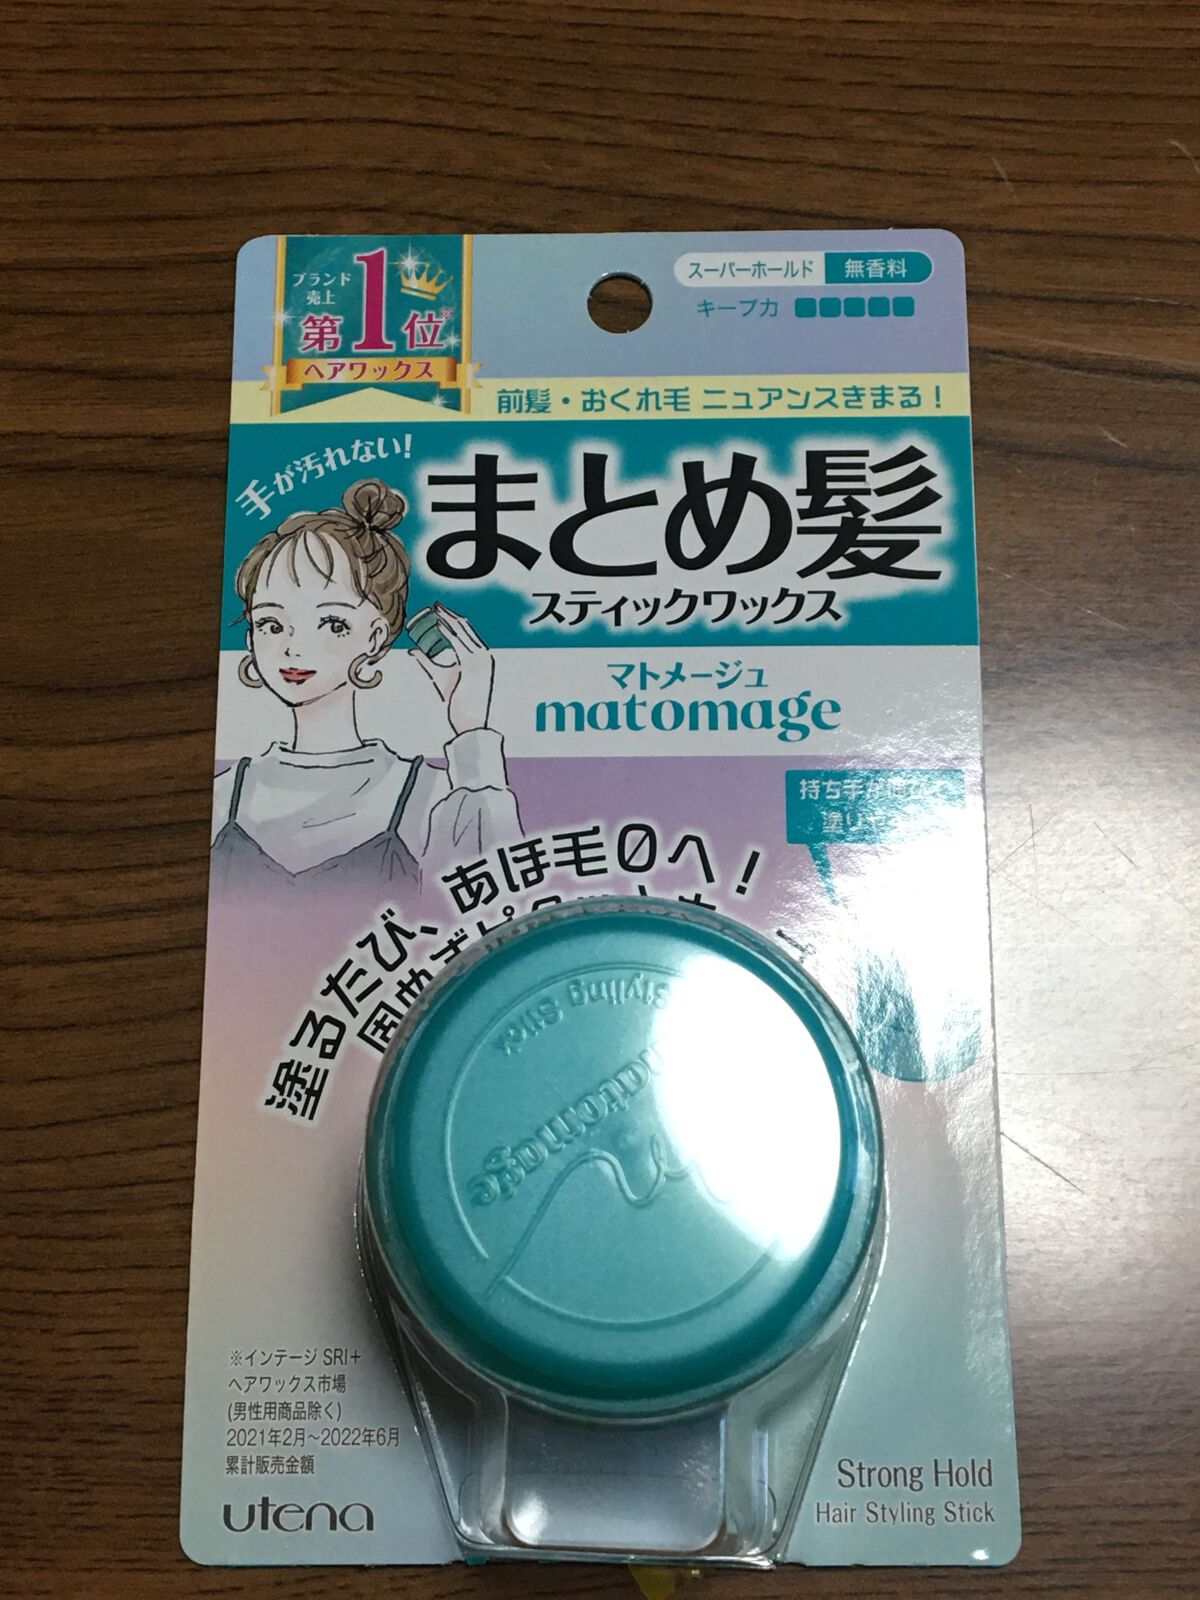 ブランド
売上
第1位※
ヘアワックス
スーパーホールド 無香料
キープ力
前髪・おくれ毛 ニュアンスきまる!
手が汚れない!
まとめ髪
スティックワックス
マトメージュ
matomage
持ち手が
塗り
塗るたび、あほ毛0へ!
Styling Stick
matomage
※インテージ SRI+
ヘアワックス市場
(男性用商品除く)
2021年2月~2022年6月
累計販売金額
utena
Strong Hold
Hair Styling Stick